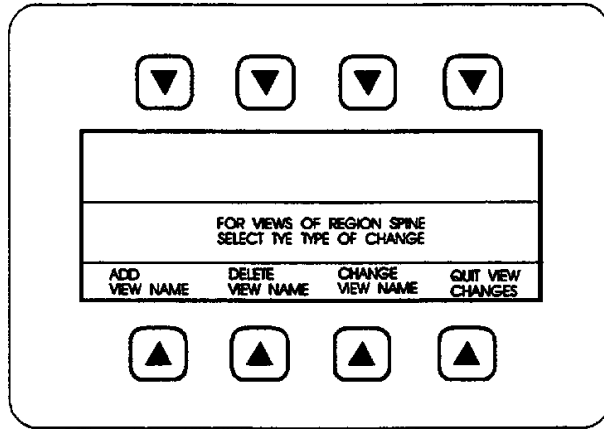 FOR VIEWS OF REGION SPINE
SELECT TYE TYPE OF CHANGE
ADD
VIEW NAME
DELETE
VIEW NAME
CHANGE
VIEW NAME
QUIT VIEW
CHANGES